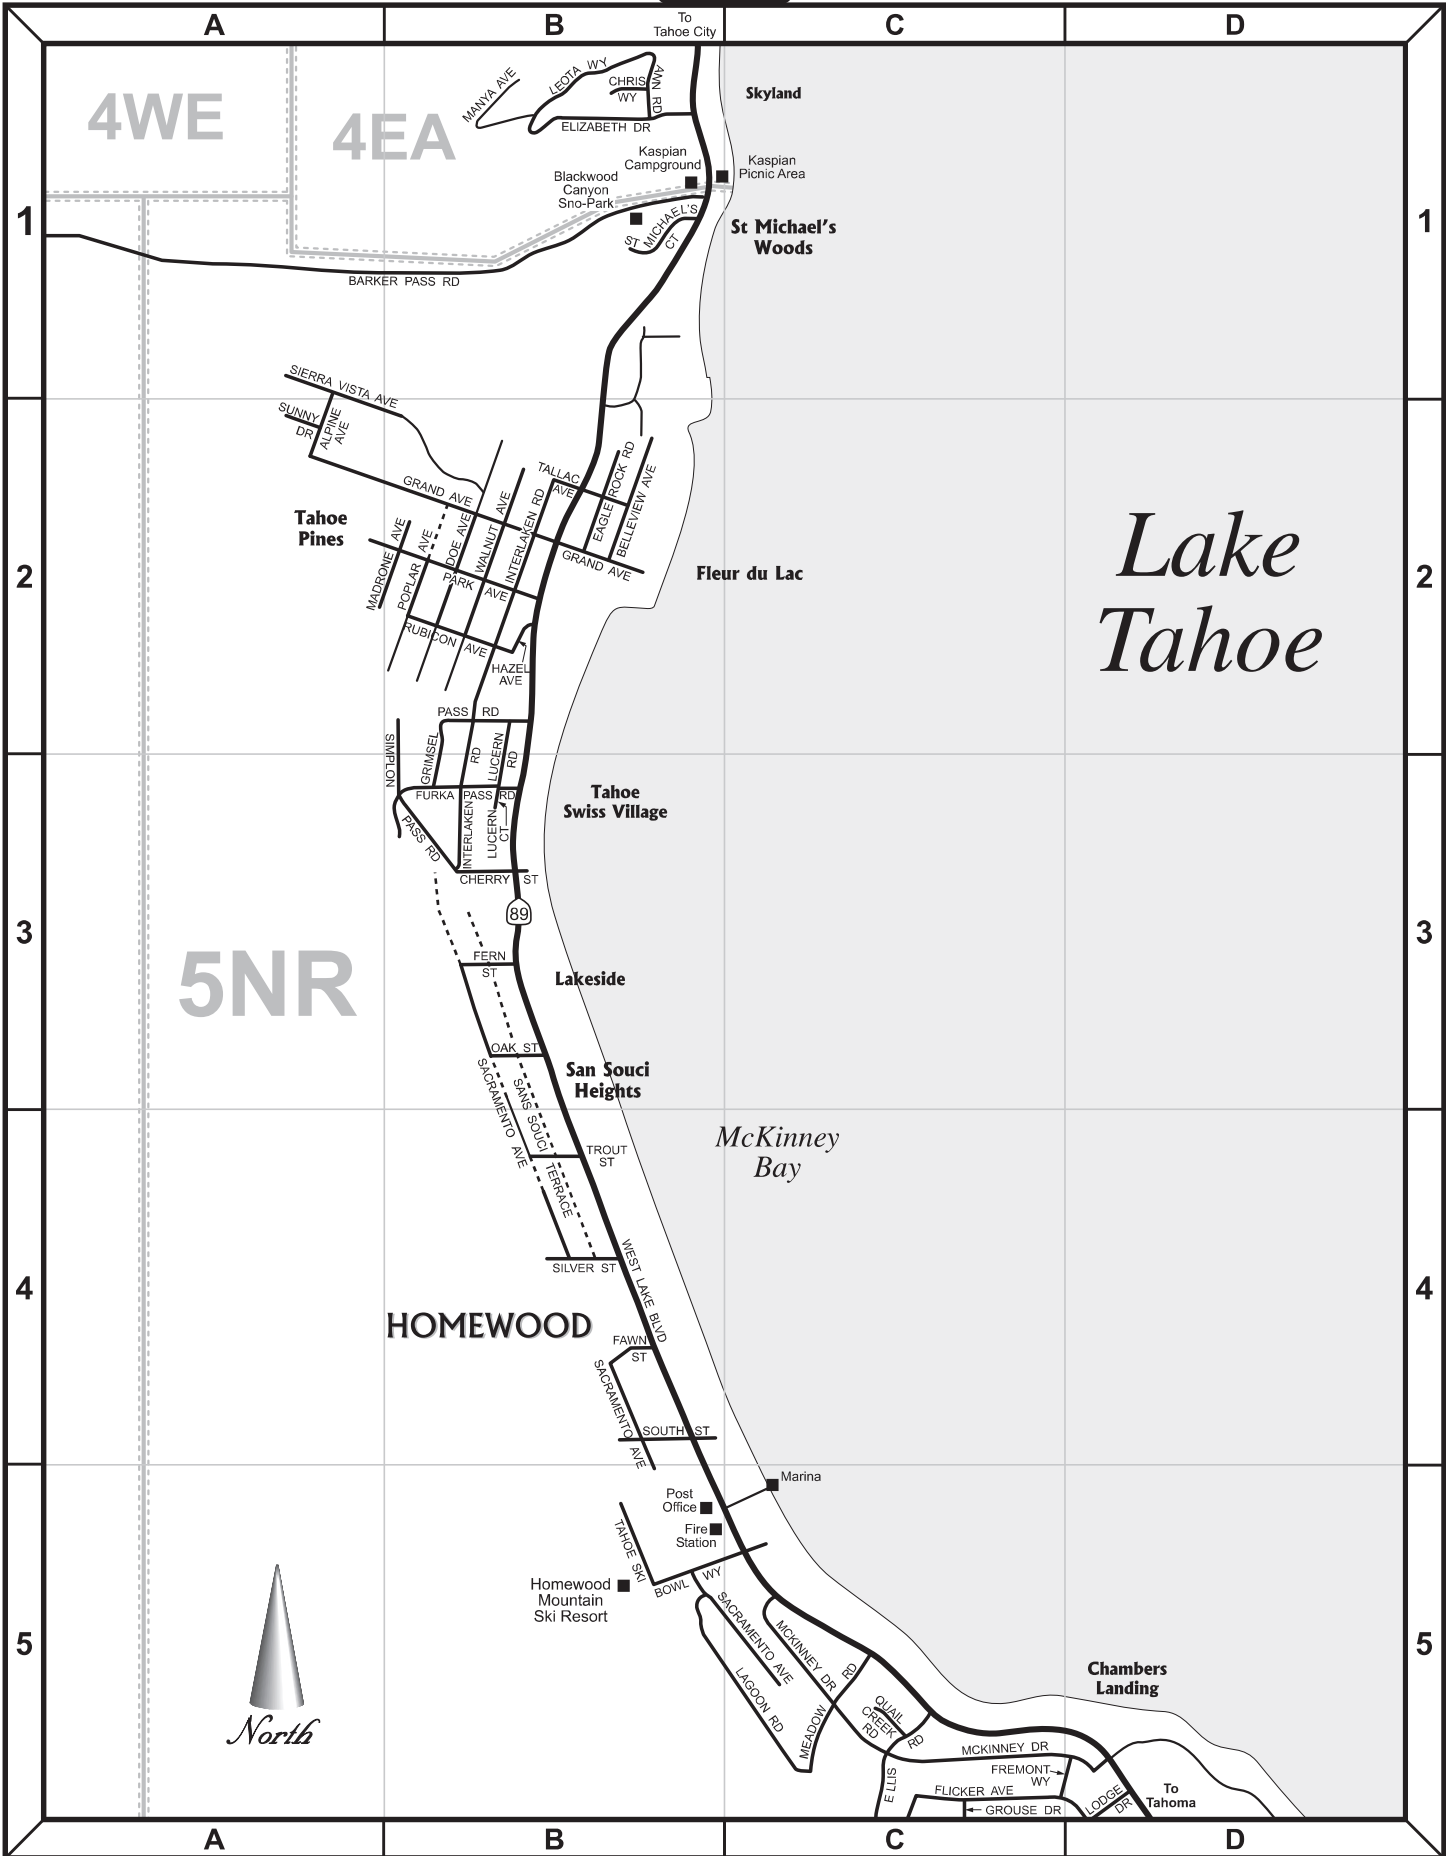 A
B
To
Tahoe City
C
D
4WE
4EA
MANYA AVE
LEOTA WY
CHRIS
WY
ANN RD
ELIZABETH DR
Skyland
Kaspian
Campground
Kaspian
Picnic Area
Blackwood
Canyon
Sno-Park
1
ST MICHAEL'S
CT
St Michael's
Woods
1
BARKER PASS RD
SIERRA VISTA AVE
SUNNY
DR
ALPINE
AVE
GRAND AVE
TALLAC
AVE
EAGLE ROCK RD
BELLEVIEW AVE
Tahoe
Pines
MADRONE AVE
POPLAR AVE
DOE AVE
WALNUT AVE
INTERLAKEN RD
GRAND AVE
PARK AVE
Fleur du Lac
Lake
Tahoe
2
2
RUBICON AVE
HAZEL
AVE
PASS RD
SIMPLON
GRIMSEL
RD
LUCERN
RD
FURKA PASS RD
PASS RD
INTERLAKEN
LUCERN
CT
CHERRY ST
Tahoe
Swiss Village
89
3
3
5NR
FERN
ST
Lakeside
OAK ST
San Souci
Heights
SACRAMENTO AVE
SANS SOUCI TERRACE
TROUT
ST
McKinney
Bay
SILVER ST
WEST LAKE BLVD
4
4
HOMEWOOD
FAWN
ST
SACRAMENTO AVE
SOUTH ST
Marina
Post
Office
Fire
Station
TAHOE SKI
BOWL WY
Homewood
Mountain
Ski Resort
5
5
SACRAMENTO AVE
MCKINNEY DR
LAGOON RD
MEADOW RD
QUAIL
CREEK
RD
RD
Chambers
Landing
North
MCKINNEY DR
FREMONT
WY
ELLIS
FLICKER AVE
GROUSE DR
LODGE
DR
To
Tahoma
A
B
C
D